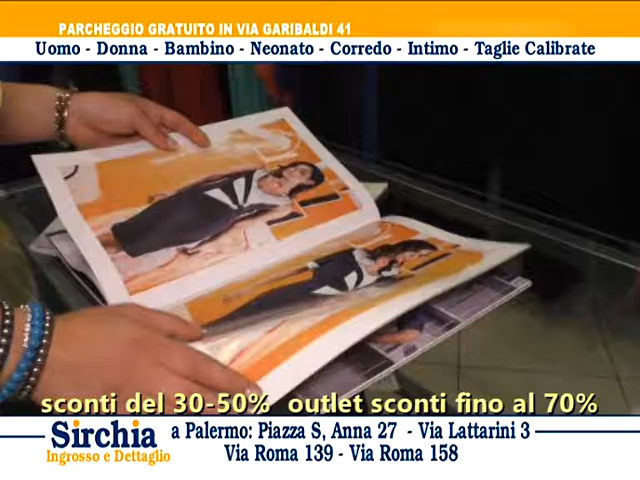 PARCHEGGIO GRATUITO IN VIA GARIBALDI 41
Uomo - Donna - Bambino - Neonato - Corredo - Intimo - Taglie Calibrate
sconti del 30-50% outlet sconti fino al 70%
Sirchia
Ingrosso e Dettaglio
a Palermo: Piazza S, Anna 27 - Via Lattarini 3
Via Roma 139 - Via Roma 158